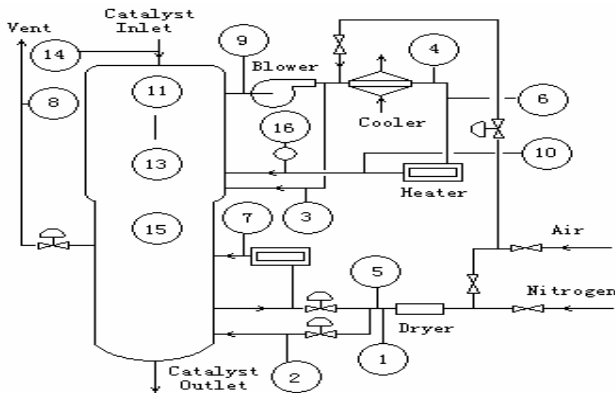 Vent
Catalyst
Inlet
14
8
9
Blower
4
11
6
16
Cooler
13
10
Heater
3
15
7
Air
5
Nitrogen
Dryer
1
2
Catalyst
Outlet